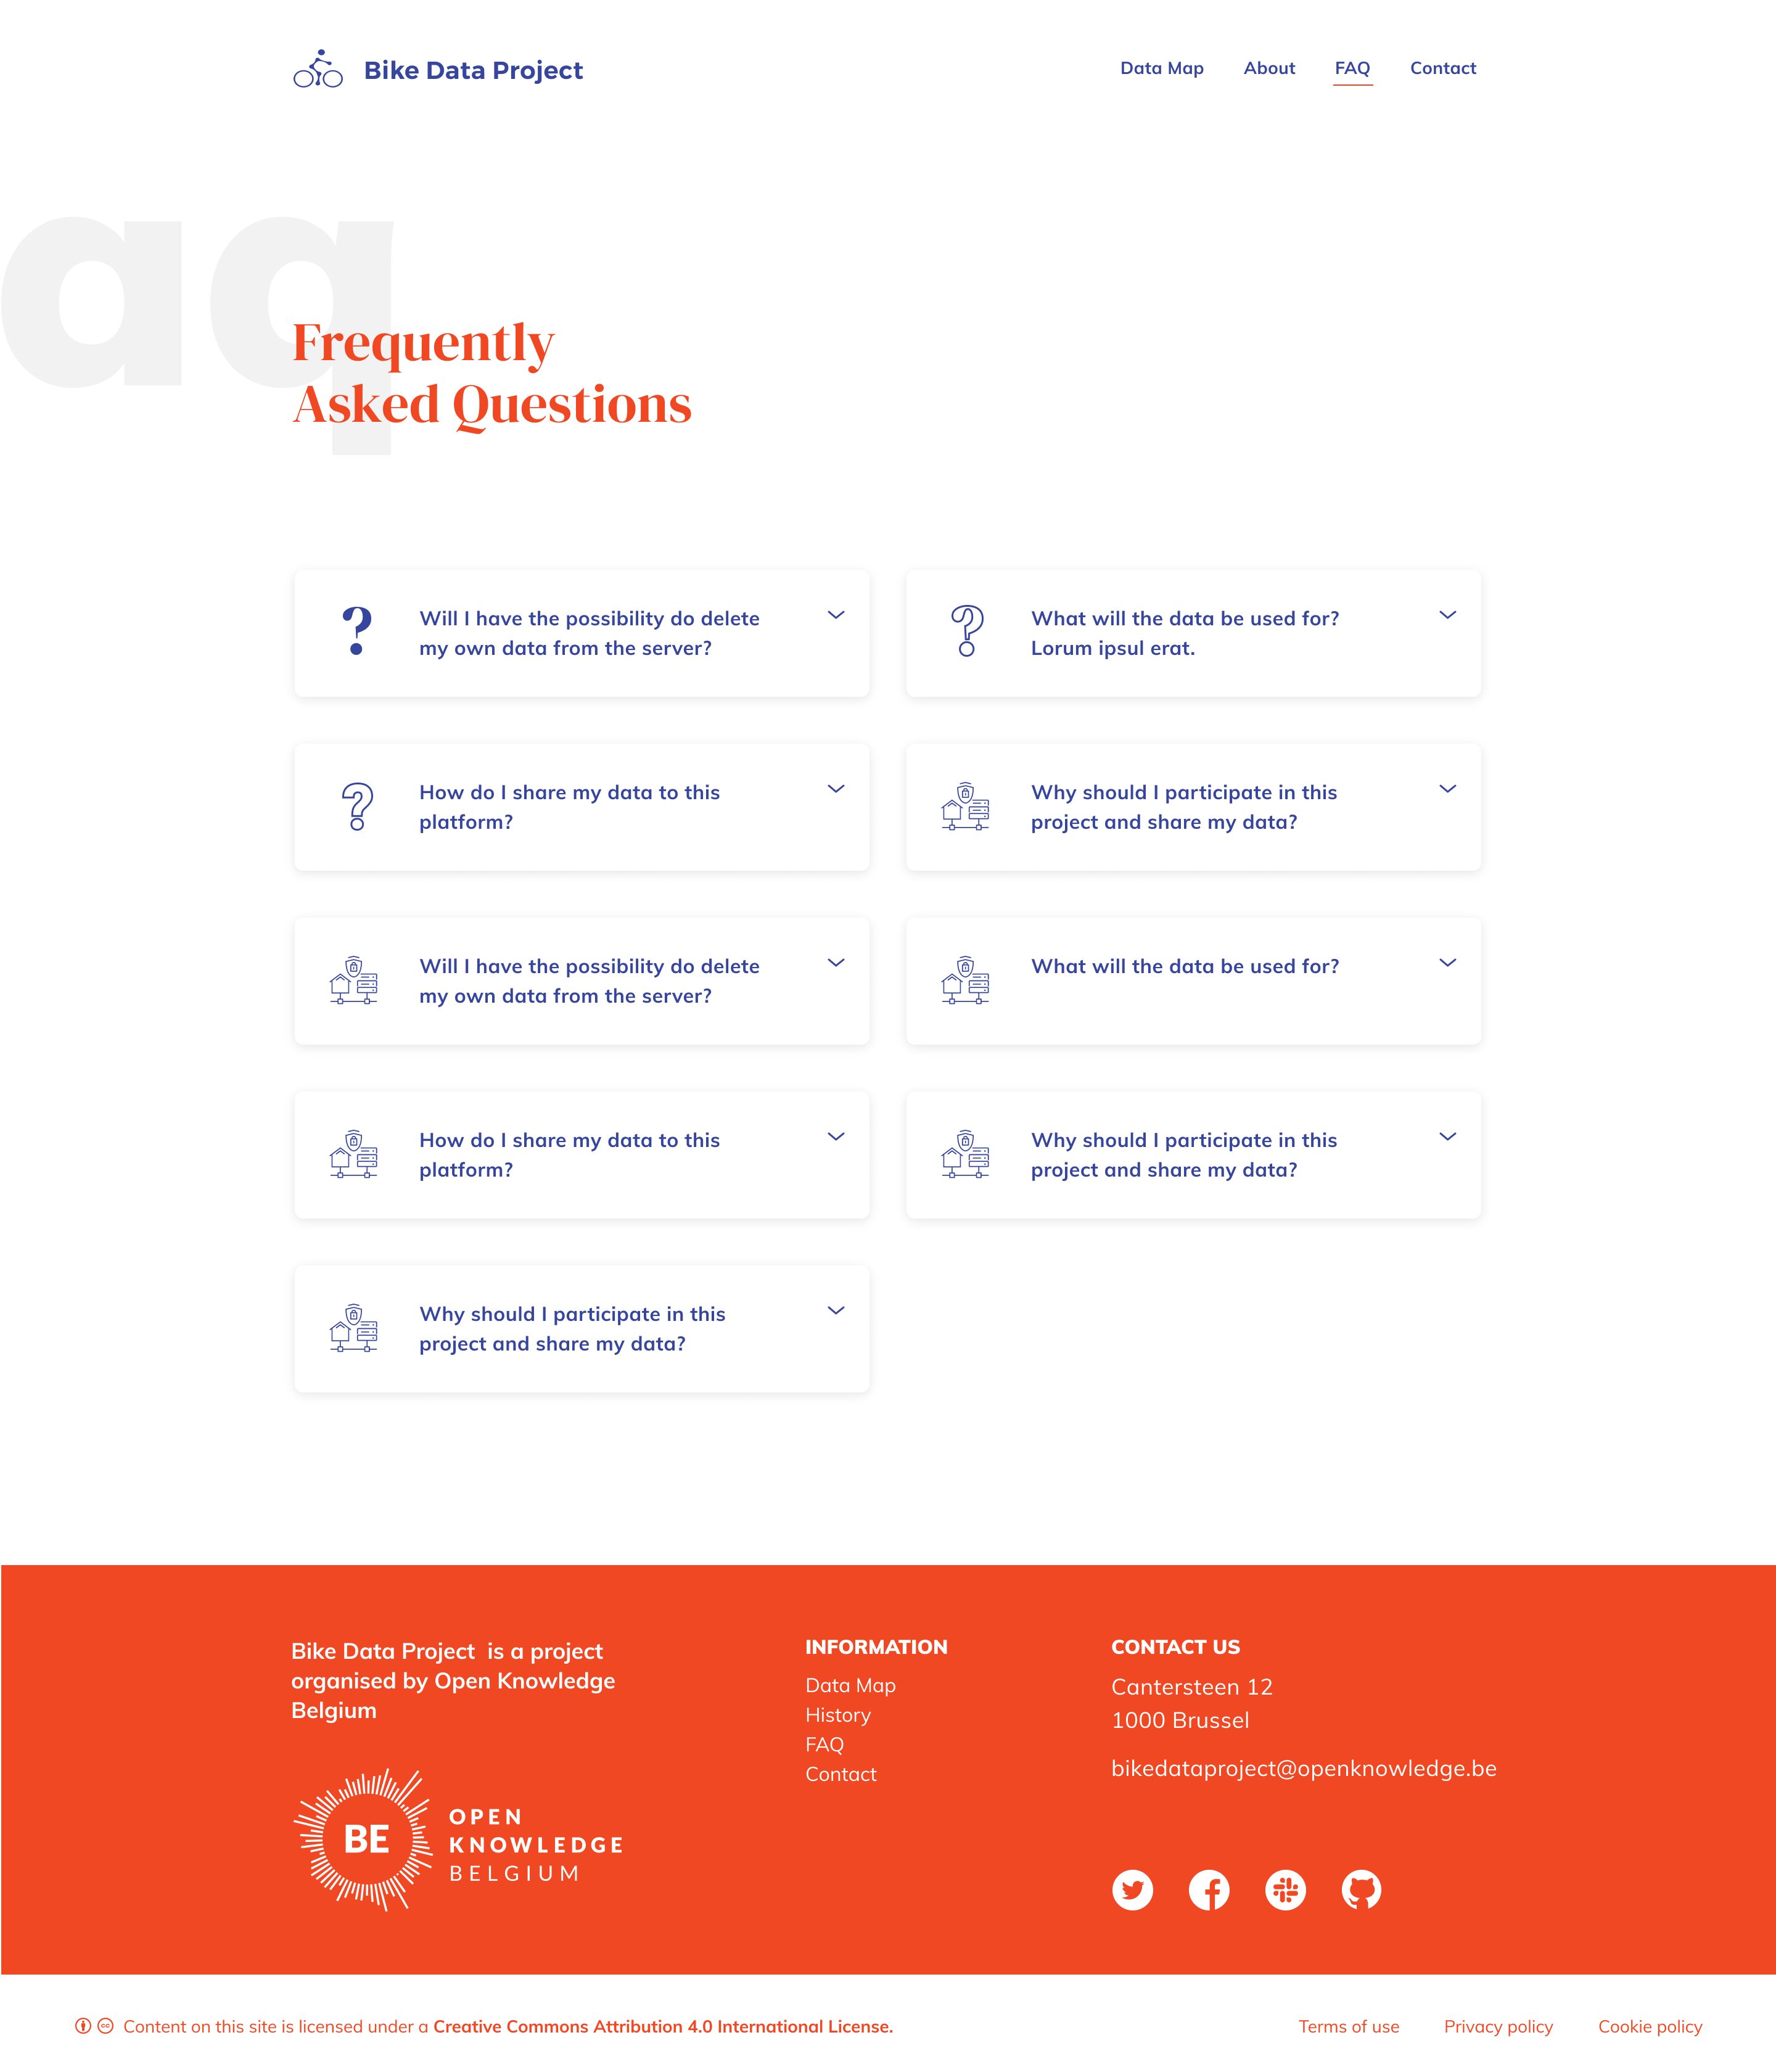 Bike Data Project
Data Map
About
FAQ
Contact
aq
Frequently
Asked Questions
Will I have the possibility do delete
my own data from the server?
What will the data be used for?
Lorum ipsul erat.
How do I share my data to this
platform?
Why should I participate in this
project and share my data?
Will I have the possibility do delete
my own data from the server?
What will the data be used for?
How do I share my data to this
platform?
Why should I participate in this
project and share my data?
Why should I participate in this
project and share my data?
Bike Data Project is a project
organised by Open Knowledge
Belgium
BE
OPEN
KNOWLEDGE
BELGIUM
INFORMATION
Data Map
History
FAQ
Contact
CONTACT US
Cantersteen 12
1000 Brussel
bikedataproject@openknowledge.be
Content on this site is licensed under a Creative Commons Attribution 4.0 International License.
Terms of use
Privacy policy
Cookie policy